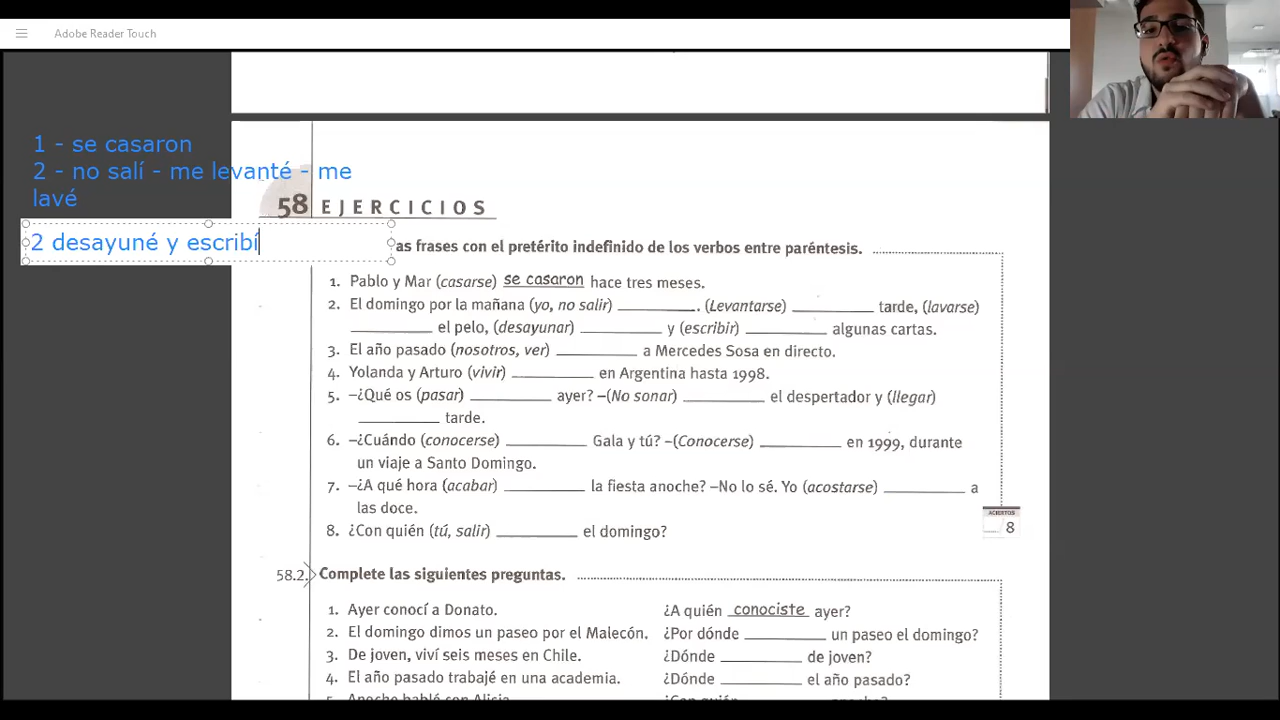 Adobe Reader Touch
1 - se casaron
2 - no salí - me levanté - me
lavé
58 EJERCICIOS
2 desayuné y escribí
as frases con el pretérito indefinido de los verbos entre paréntesis.
1. Pablo y Mar (casarse) se casaron hace tres meses.
2. El domingo por la mañana (yo, no salir) ________. (Levantarse) ________ tarde, (lavarse)
________ el pelo, (desayunar) ________ y (escribir) ________ algunas cartas.
3. El año pasado (nosotros, ver) ________ a Mercedes Sosa en directo.
4. Yolanda y Arturo (vivir) ________ en Argentina hasta 1998.
5. –¿Qué os (pasar) ________ ayer? –(No sonar) ________ el despertador y (llegar)
________ tarde.
6. –¿Cuándo (conocerse) ________ Gala y tú? –(Conocerse) ________ en 1999, durante
un viaje a Santo Domingo.
7. –¿A qué hora (acabar) ________ la fiesta anoche? –No lo sé. Yo (acostarse) ________ a
las doce.
ACIERTOS
8
8. ¿Con quién (tú, salir) ________ el domingo?
58.2. Complete las siguientes preguntas.
1. Ayer conocí a Donato. ¿A quién conociste ayer?
2. El domingo dimos un paseo por el Malecón. ¿Por dónde ________ un paseo el domingo?
3. De joven, viví seis meses en Chile. ¿Dónde ________ de joven?
4. El año pasado trabajé en una academia. ¿Dónde ________ el año pasado?